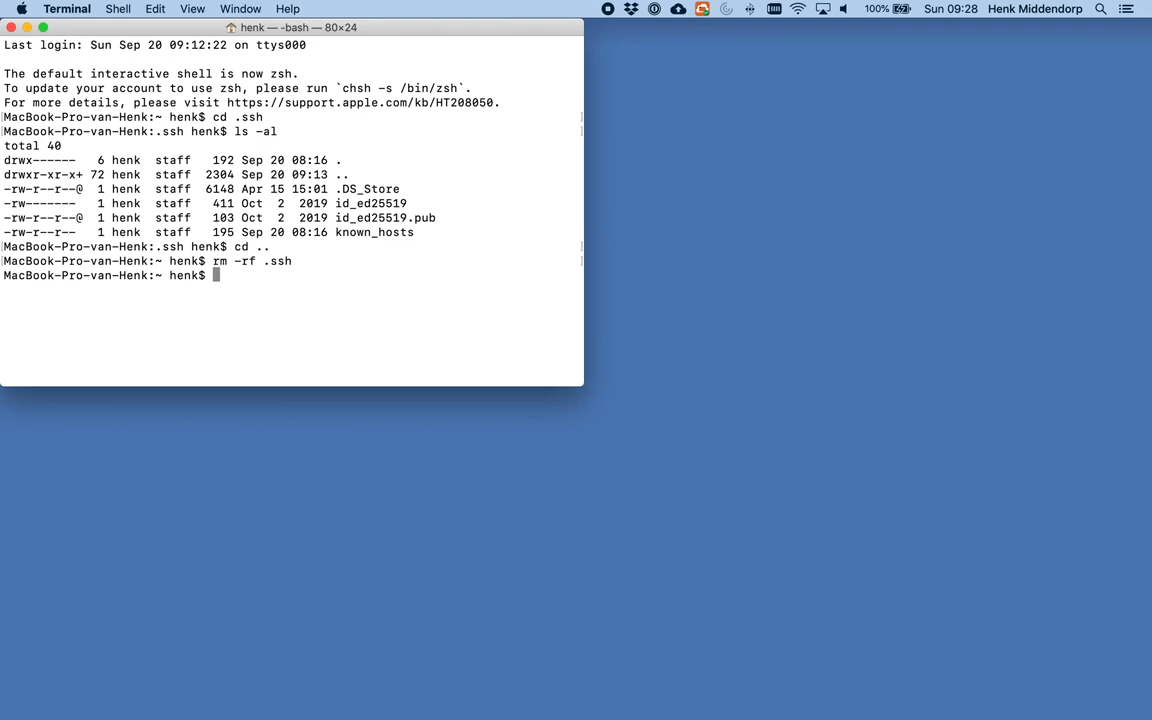 Terminal Shell Edit View Window Help 100% Sun 09:28 Henk Middendorp
henk — -bash — 80×24
Last login: Sun Sep 20 09:12:22 on ttys000
The default interactive shell is now zsh.
To update your account to use zsh, please run `chsh -s /bin/zsh`.
For more details, please visit https://support.apple.com/kb/HT208050.
[MacBook-Pro-van-Henk:~ henk$ cd .ssh ]
[MacBook-Pro-van-Henk:.ssh henk$ ls -al ]
total 40
drwx------   6 henk  staff   192 Sep 20 08:16 .
drwxr-xr-x+ 72 henk  staff  2304 Sep 20 09:13 ..
-rw-r--r--@  1 henk  staff  6148 Apr 15 15:01 .DS_Store
-rw-------   1 henk  staff   411 Oct  2  2019 id_ed25519
-rw-r--r--@  1 henk  staff   103 Oct  2  2019 id_ed25519.pub
-rw-r--r--   1 henk  staff   195 Sep 20 08:16 known_hosts
[MacBook-Pro-van-Henk:.ssh henk$ cd .. ]
[MacBook-Pro-van-Henk:~ henk$ rm -rf .ssh ]
MacBook-Pro-van-Henk:~ henk$